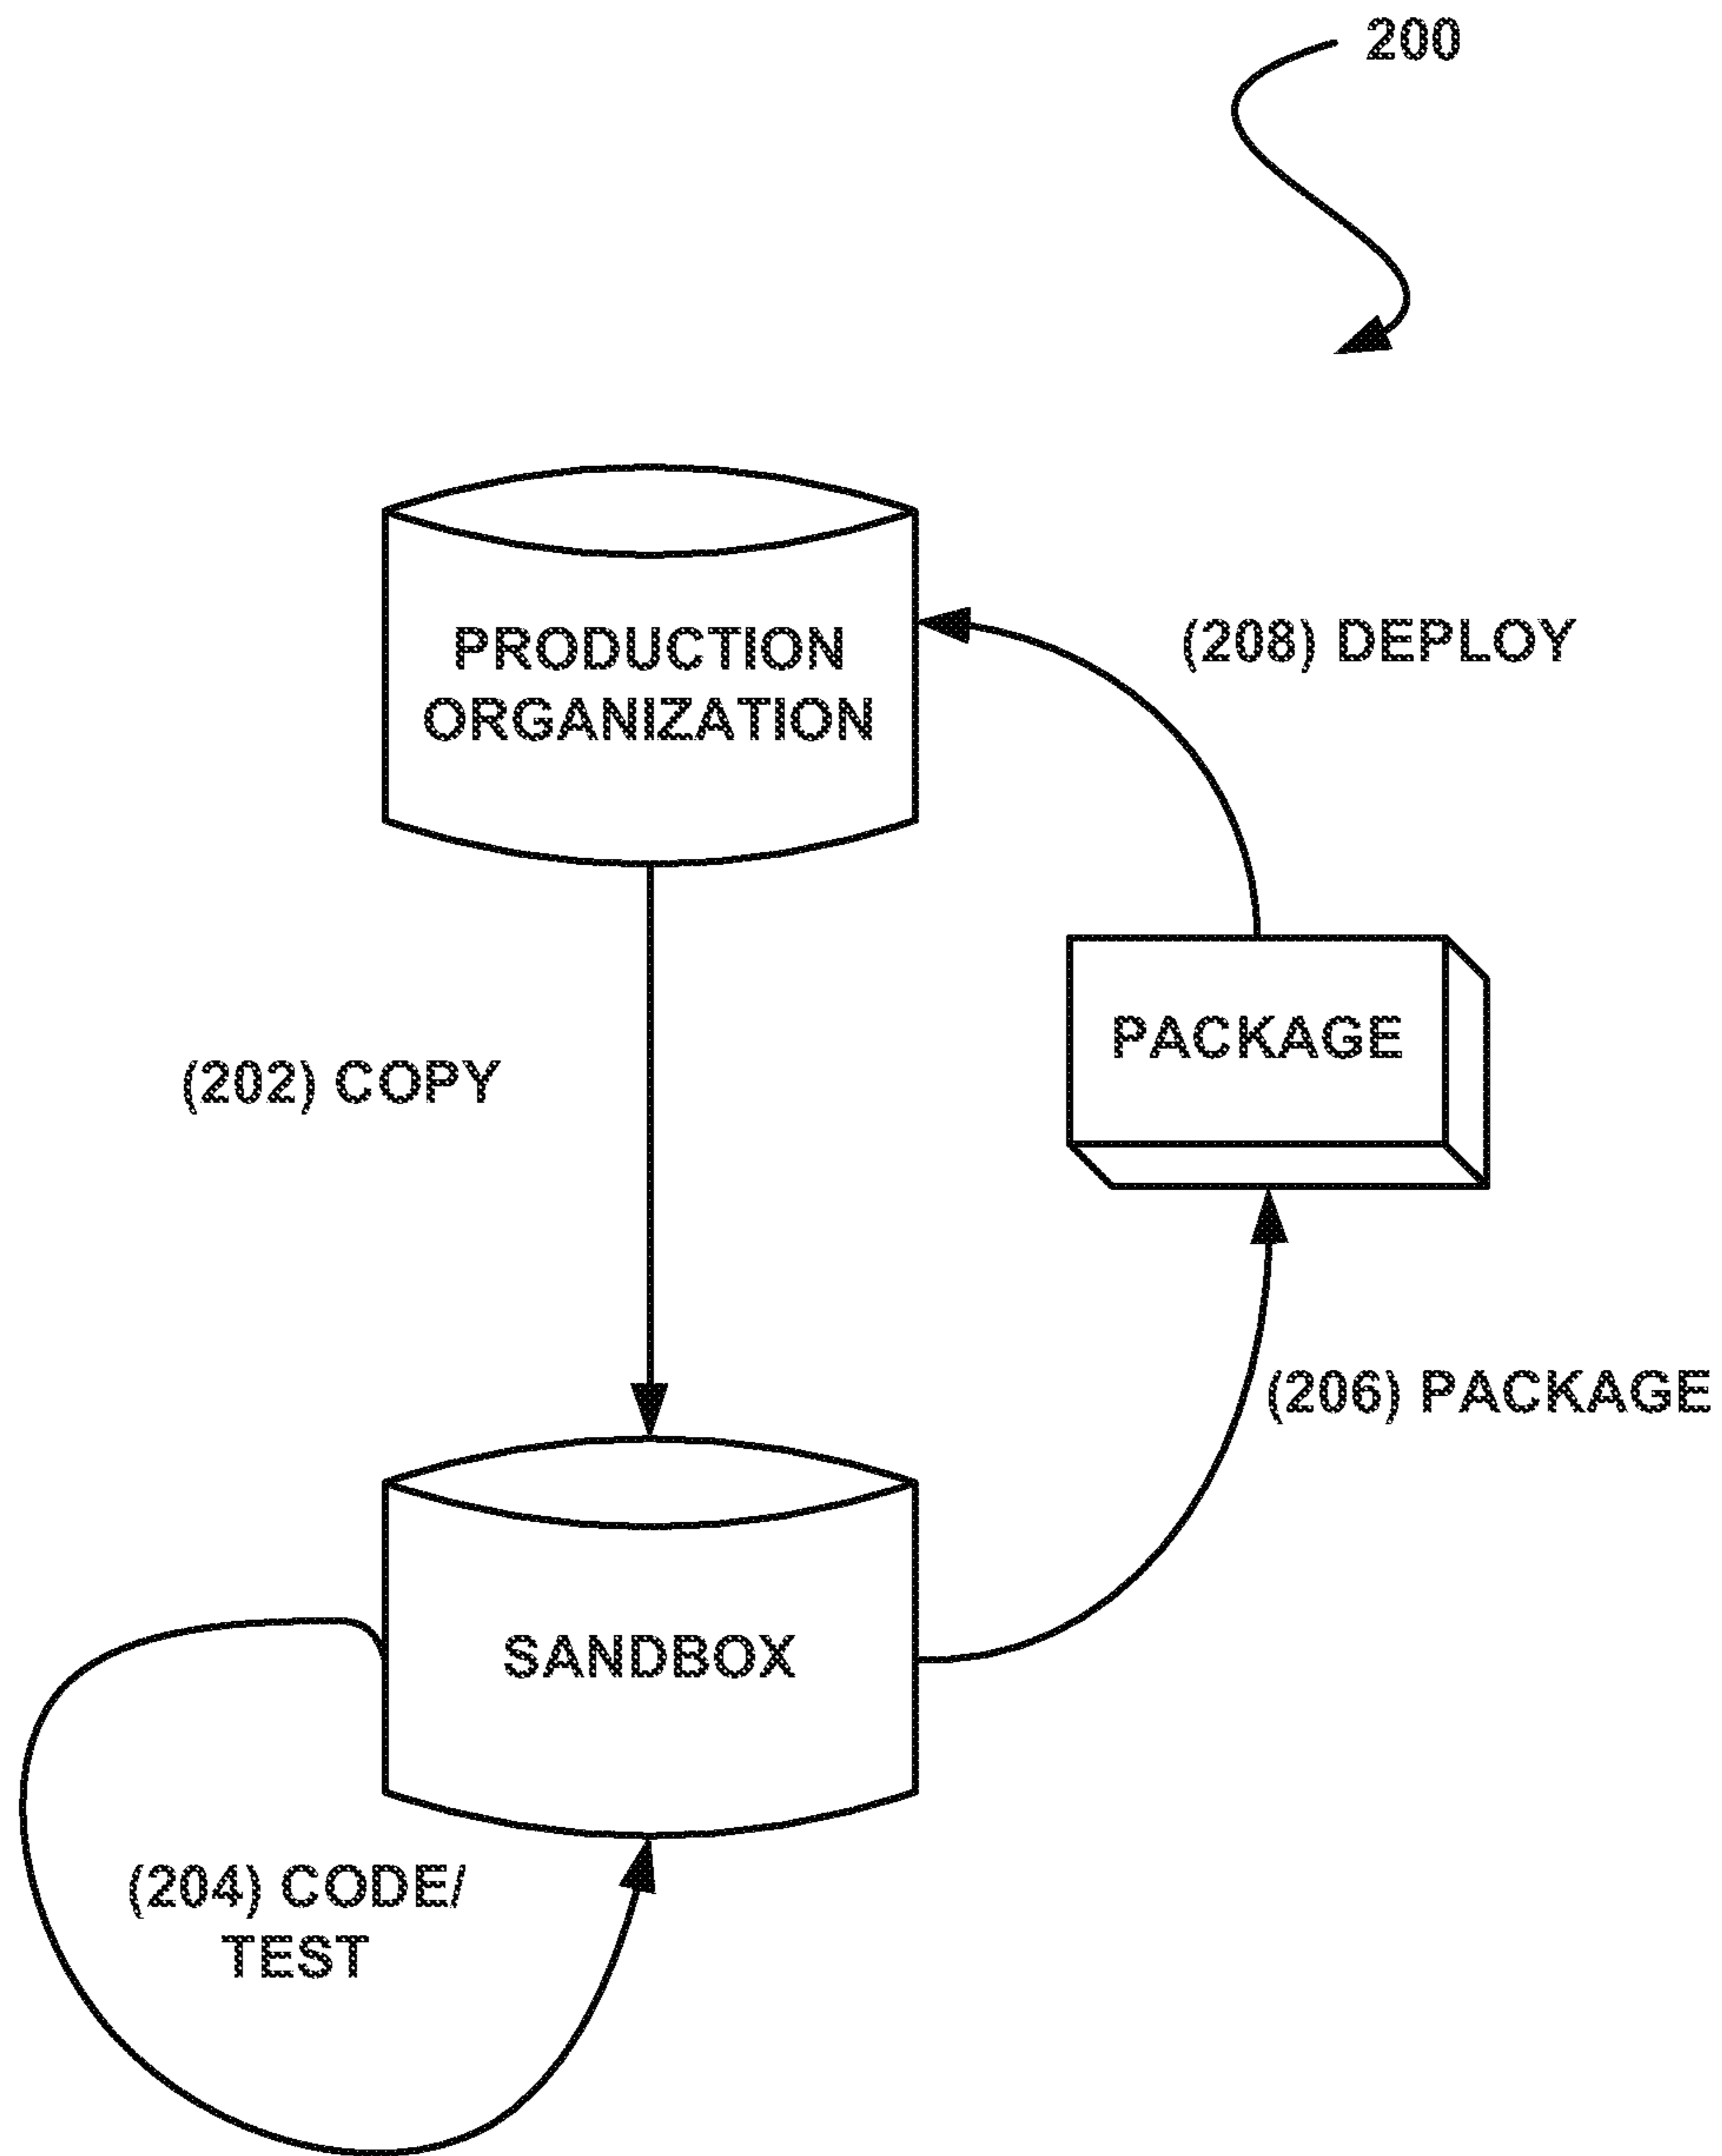 200
PRODUCTION
ORGANIZATION
(208) DEPLOY
PACKAGE
(202) COPY
(206) PACKAGE
SANDBOX
(204) CODE/
TEST